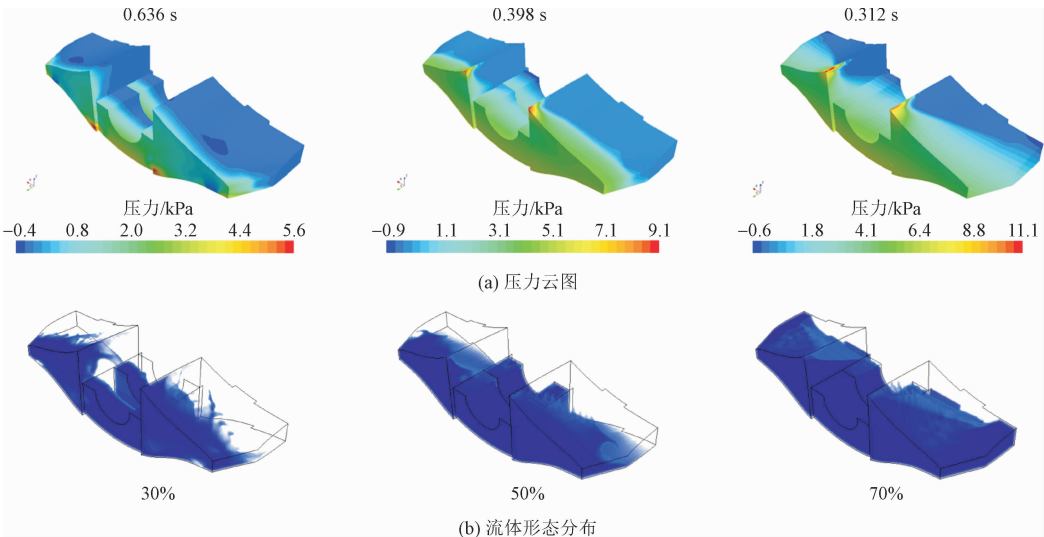 0.636 s 0.398 s 0.312 s
压力/kPa 压力/kPa 压力/kPa
−0.4 0.8 2.0 3.2 4.4 5.6 −0.9 1.1 3.1 5.1 7.1 9.1 −0.6 1.8 4.1 6.4 8.8 11.1
(a) 压力云图
30% 50% 70%
(b) 流体形态分布